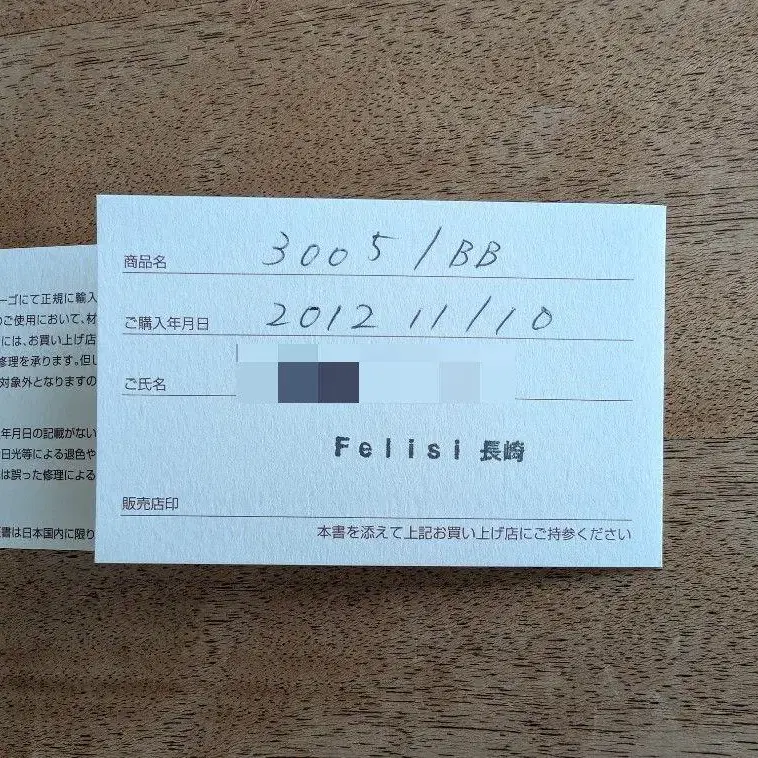 商品名 3005/BB
ご購入年月日 2012 11/10
ご氏名
Felisi 長崎
販売店印
本書を添えて上記お買い上げ店にご持参ください
ーゴにて正規に輸入
のご使用において、材
には、お買い上げ店
修理を承ります。但し
対象外となりますの
年月日の記載がない
日光等による退色や
は誤った修理による
書は日本国内に限り